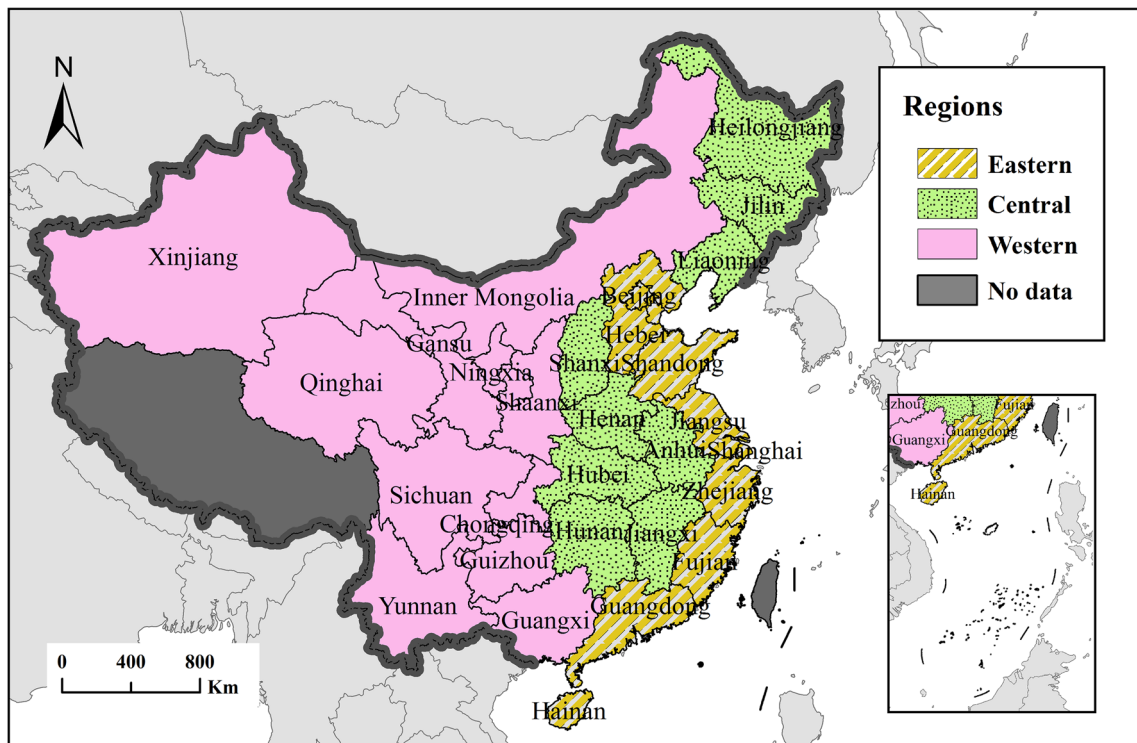 N
Heilongjiang
Jilin
Liaoning
Xinjiang
Inner Mongolia
Beijing
Gansu
Hebei
Ningxia
Shanxi
Shandong
Qinghai
Shaanxi
Henan
Jiangsu
Anhui
Shanghai
Hubei
Sichuan
Zhejiang
Chongqing
Hunan
Jiangxi
Guizhou
Fujian
Yunnan
Guangxi
Guangdong
Hainan
0 400 800
Km
Regions
Eastern
Central
Western
No data
zhou
Fujian
Guangdong
Guangxi
Hainan